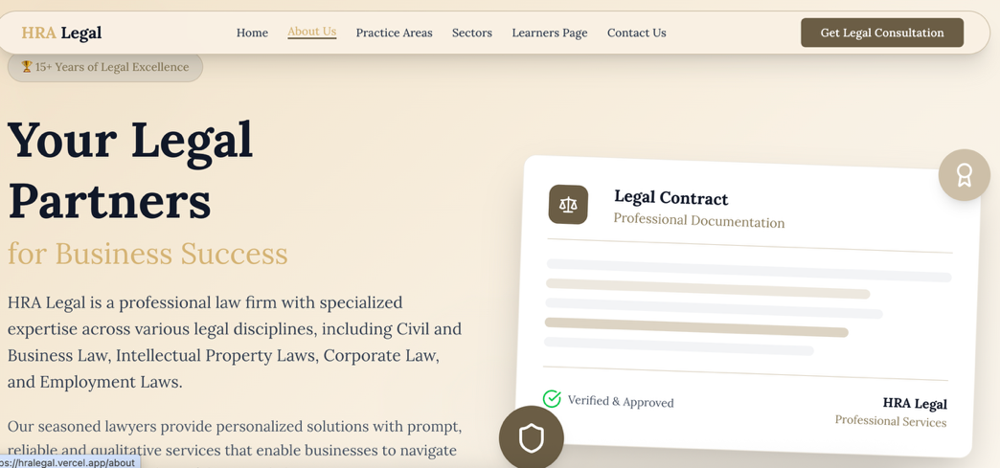 HRA Legal
Home
About Us
Practice Areas
Sectors
Learners Page
Contact Us
Get Legal Consultation
🏆 15+ Years of Legal Excellence
Your Legal
Partners
for Business Success
HRA Legal is a professional law firm with specialized
expertise across various legal disciplines, including Civil and
Business Law, Intellectual Property Laws, Corporate Law,
and Employment Laws.
Our seasoned lawyers provide personalized solutions with prompt,
reliable and qualitative services that enable businesses to navigate
Legal Contract
Professional Documentation
Verified & Approved
HRA Legal
Professional Services
ps://hralegal.vercel.app/about